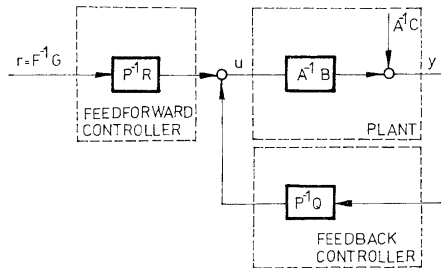 A⁻¹C
r=F⁻¹G
P⁻¹R
u
A⁻¹B
y
FEEDFORWARD
CONTROLLER
PLANT
P⁻¹Q
FEEDBACK
CONTROLLER